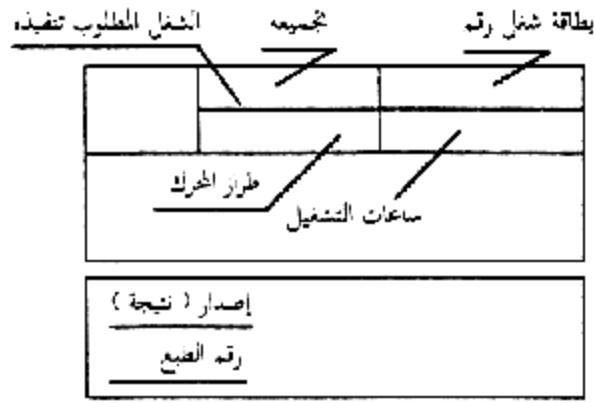 بطاقة شغل رقم
تجميعه
الشغل المطلوب تنفيذه
طراز المحرك
ساعات التشغيل
إصدار ( نتيجة )
رقم الطبع